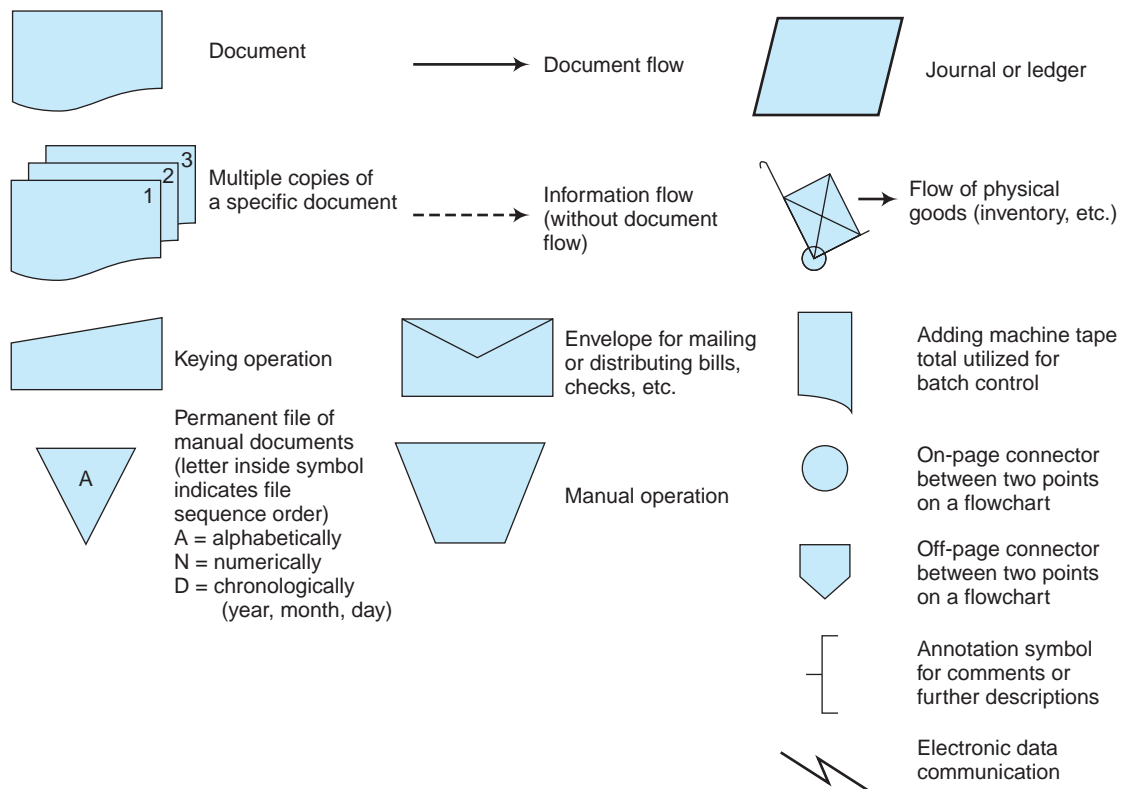 Document
Document flow
Journal or ledger
3
2
1
Multiple copies of
a specific document
Information flow
(without document
flow)
Flow of physical
goods (inventory, etc.)
Keying operation
Envelope for mailing
or distributing bills,
checks, etc.
Adding machine tape
total utilized for
batch control
A
Permanent file of
manual documents
(letter inside symbol
indicates file
sequence order)
A = alphabetically
N = numerically
D = chronologically
(year, month, day)
Manual operation
On-page connector
between two points
on a flowchart
Off-page connector
between two points
on a flowchart
Annotation symbol
for comments or
further descriptions
Electronic data
communication